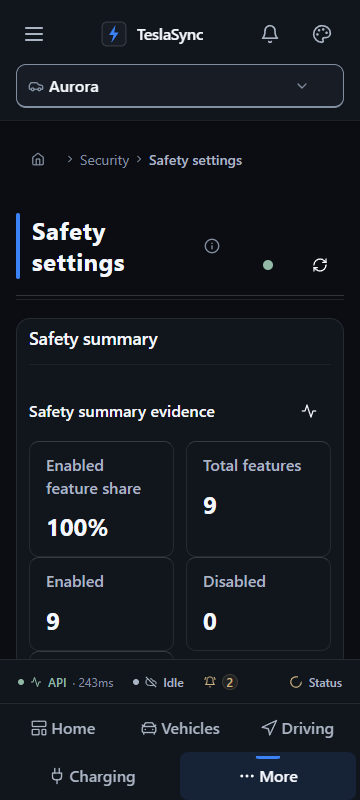 TeslaSync
Aurora
Security Safety settings
Safety
settings
Safety summary
Safety summary evidence
Enabled
feature share
100%
Total features
9
Enabled
9
Disabled
0
API · 243ms Idle 2 Status
Home Vehicles Driving
Charging More